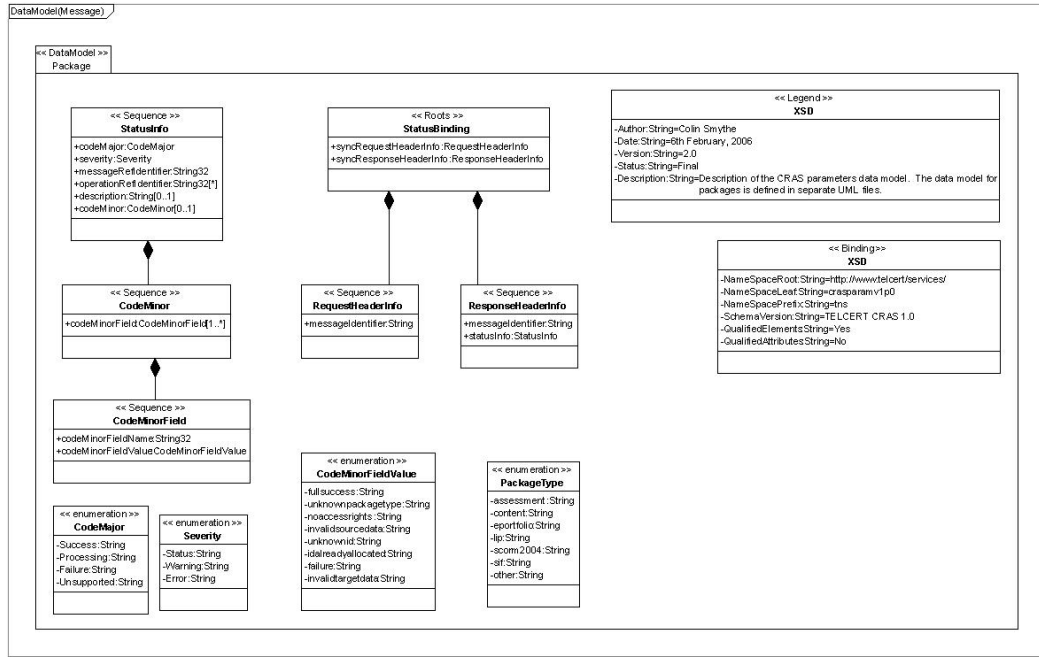 DataModel(Message)
<< DataModel >>
Package
<< Sequence >>
StatusInfo
+codeMajor:CodeMajor
+severity:Severity
+messageRefIdentifier:String32
+operationRefIdentifier:String32[*]
+description:String[0..1]
+codeMinor:CodeMinor[0..1]
<< Roots >>
StatusBinding
+syncRequestHeaderInfo:RequestHeaderInfo
+syncResponseHeaderInfo:ResponseHeaderInfo
<< Legend >>
XSD
-Author:String=Colin Smythe
-Date:String=6th February, 2006
-Version:String=2.0
-Status:String=Final
-Description:String=Description of the CRAS parameters data model. The data model for
packages is defined in separate UML files.
<< Binding>>
XSD
-NameSpaceRoot:String=http://www.telcert/services/
-NameSpaceLeaf:String=crasparamv1p0
-NameSpacePrefix:String=tns
-SchemaVersion:String=TELCERT CRAS 1.0
-QualifiedElements:String=Yes
-QualifiedAttributes:String=No
<< Sequence >>
CodeMinor
+codeMinorField:CodeMinorField[1..*]
<< Sequence >>
RequestHeaderInfo
+messageIdentifier:String
<< Sequence >>
ResponseHeaderInfo
+messageIdentifier:String
+statusInfo:StatusInfo
<< Sequence >>
CodeMinorField
+codeMinorFieldName:String32
+codeMinorFieldValue:CodeMinorFieldValue
<< enumeration >>
CodeMajor
-Success:String
-Processing:String
-Failure:String
-Unsupported:String
<< enumeration >>
Severity
-Status:String
-Warning:String
-Error:String
<< enumeration >>
CodeMinorFieldValue
-fullsuccess:String
-unknownpackagetype:String
-noaccessrights:String
-invalidsourcedata:String
-unknownid:String
-idalreadyallocated:String
-failure:String
-invalidtargetdata:String
<< enumeration >>
PackageType
-assessment:String
-content:String
-eportfolio:String
-lip:String
-scorm2004:String
-sif:String
-other:String